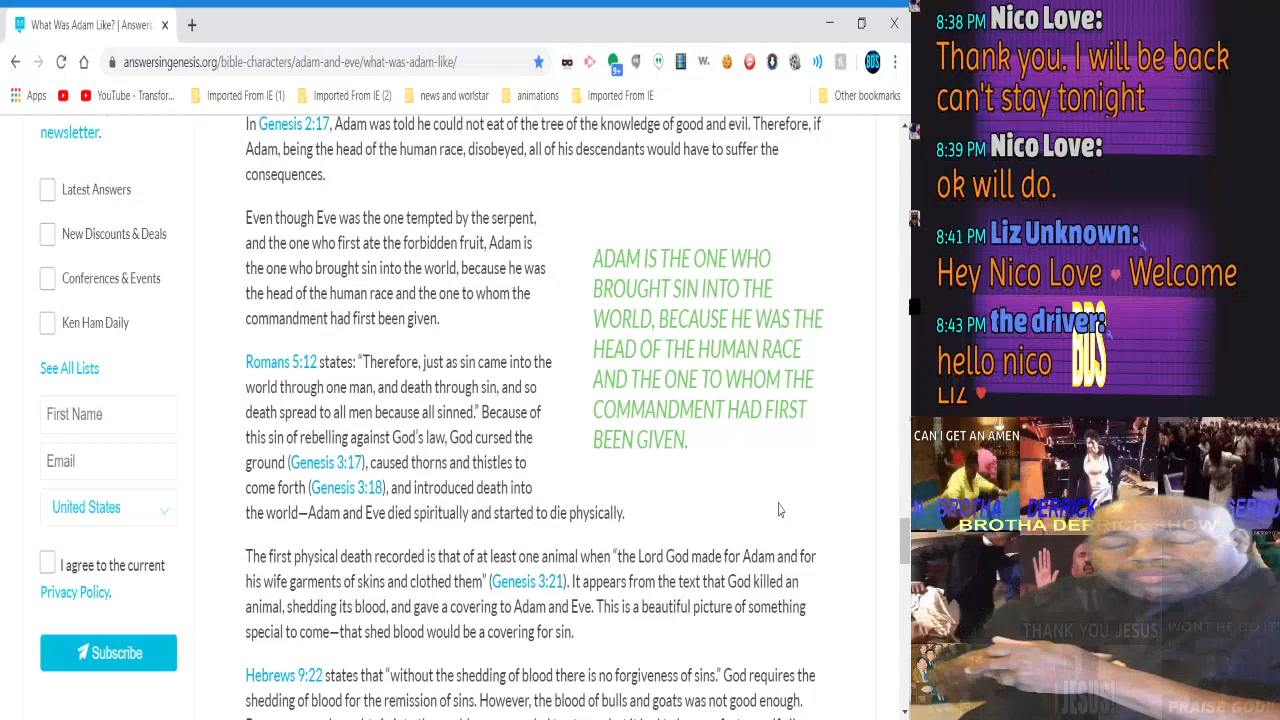 What Was Adam Like? | Answers
answersingenesis.org/bible-characters/adam-and-eve/what-was-adam-like/
9+
W.
BDS
Apps
YouTube - Transfor...
Imported From IE (1)
Imported From IE (2)
news and worlstar
animations
Imported From IE
Other bookmarks
newsletter.
Latest Answers
New Discounts & Deals
Conferences & Events
Ken Ham Daily
See All Lists
First Name
Email
United States
I agree to the current
Privacy Policy.
Subscribe
In Genesis 2:17, Adam was told he could not eat of the tree of the knowledge of good and evil. Therefore, if
Adam, being the head of the human race, disobeyed, all of his descendants would have to suffer the
consequences.
Even though Eve was the one tempted by the serpent,
and the one who first ate the forbidden fruit, Adam is
the one who brought sin into the world, because he was
the head of the human race and the one to whom the
commandment had first been given.
ADAM IS THE ONE WHO
BROUGHT SIN INTO THE
WORLD, BECAUSE HE WAS THE
HEAD OF THE HUMAN RACE
AND THE ONE TO WHOM THE
COMMANDMENT HAD FIRST
BEEN GIVEN.
Romans 5:12 states: “Therefore, just as sin came into the
world through one man, and death through sin, and so
death spread to all men because all sinned.” Because of
this sin of rebelling against God’s law, God cursed the
ground (Genesis 3:17), caused thorns and thistles to
come forth (Genesis 3:18), and introduced death into
the world—Adam and Eve died spiritually and started to die physically.
The first physical death recorded is that of at least one animal when “the Lord God made for Adam and for
his wife garments of skins and clothed them” (Genesis 3:21). It appears from the text that God killed an
animal, shedding its blood, and gave a covering to Adam and Eve. This is a beautiful picture of something
special to come—that shed blood would be a covering for sin.
Hebrews 9:22 states that “without the shedding of blood there is no forgiveness of sins.” God requires the
shedding of blood for the remission of sins. However, the blood of bulls and goats was not good enough.
8:38 PM Nico Love:
Thank you. I will be back
can't stay tonight
8:39 PM Nico Love:
ok will do.
8:41 PM Liz Unknown:
Hey Nico Love Welcome
8:43 PM the driver:
hello nico
Liz
BDS
CAN I GET AN AMEN
N BROTHA DERRICK SERMO
BROTHA DERRICK SHOW
THANK YOU JESUS
WONT HE DO IT
JESUS!
PRAISE GOD!!